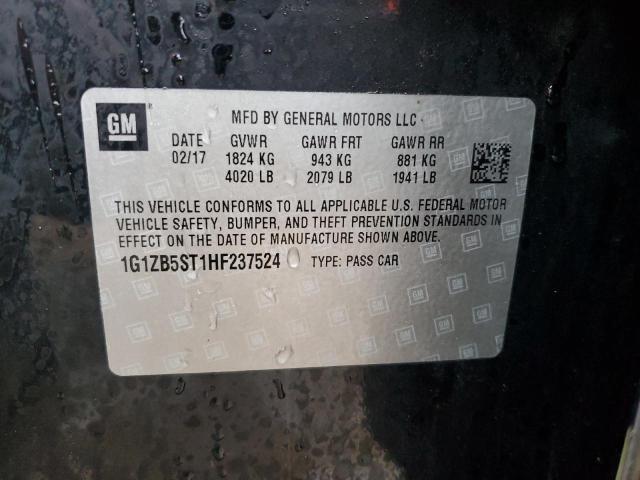 GM
MFD BY GENERAL MOTORS LLC
DATE GVWR GAWR FRT GAWR RR
02/17 1824 KG 943 KG 881 KG
4020 LB 2079 LB 1941 LB
THIS VEHICLE CONFORMS TO ALL APPLICABLE U.S. FEDERAL MOTOR
VEHICLE SAFETY, BUMPER, AND THEFT PREVENTION STANDARDS IN
EFFECT ON THE DATE OF MANUFACTURE SHOWN ABOVE.
1G1ZB5ST1HF237524 TYPE: PASS CAR